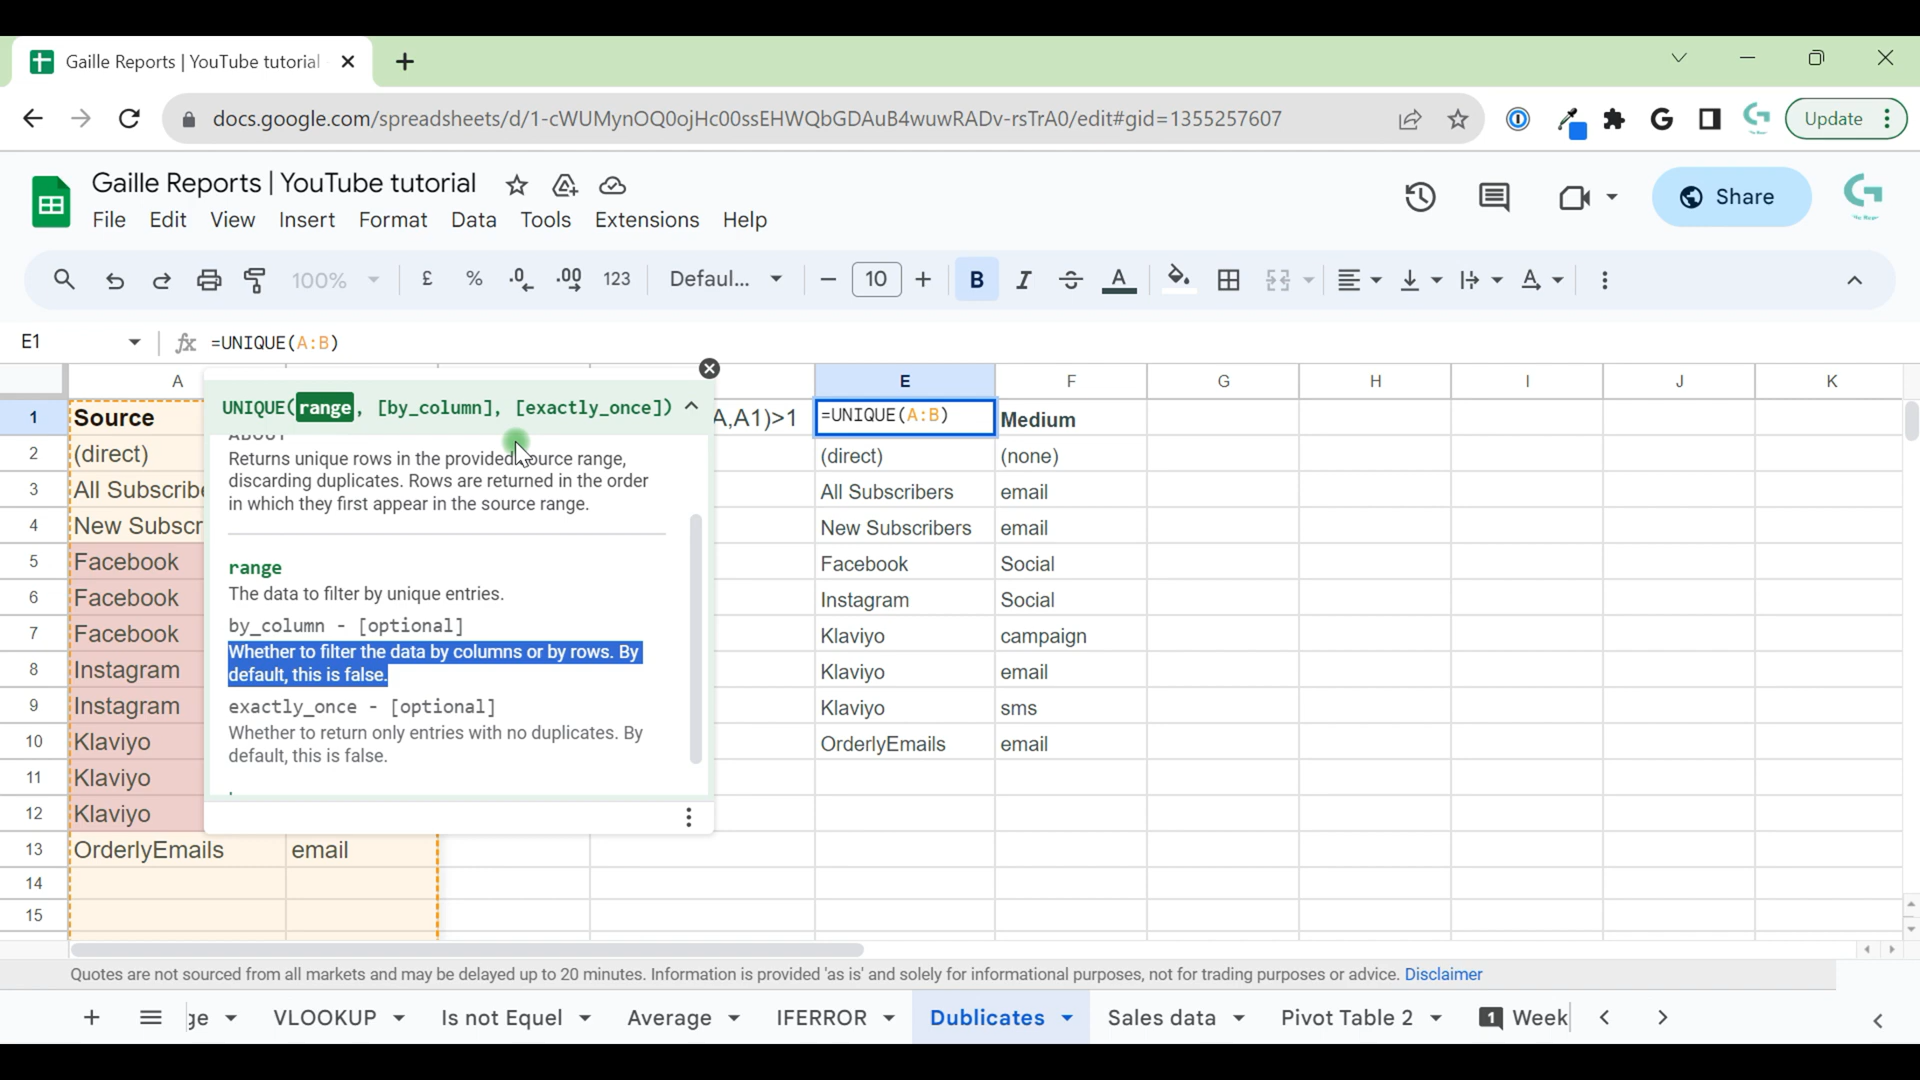 Gaille Reports | YouTube tutorial
docs.google.com/spreadsheets/d/1-cWUMynOQ0ojHc00ssEHWQbGDAuB4wuwRADv-rsTrA0/edit#gid=1355257607
Update
Gaille Reports | YouTube tutorial
File Edit View Insert Format Data Tools Extensions Help
Share
100% £ % .0 .00 123 Defaul... 10 B I A
E1 fx =UNIQUE(A:B)
A E F G H I J K
UNIQUE(range, [by_column], [exactly_once])
1 Source A,A1)>1 =UNIQUE(A:B) Medium
ABOUT
2 (direct) (direct) (none)
Returns unique rows in the provided source range,
discarding duplicates. Rows are returned in the order
3 All Subscribe All Subscribers email
in which they first appear in the source range.
4 New Subscr New Subscribers email
5 Facebook Facebook Social
range
The data to filter by unique entries.
6 Facebook Instagram Social
by_column - [optional]
7 Facebook Klaviyo campaign
Whether to filter the data by columns or by rows. By
default, this is false.
8 Instagram Klaviyo email
exactly_once - [optional]
9 Instagram Klaviyo sms
Whether to return only entries with no duplicates. By
default, this is false.
10 Klaviyo OrderlyEmails email
11 Klaviyo
12 Klaviyo
13 OrderlyEmails email
14
15
Quotes are not sourced from all markets and may be delayed up to 20 minutes. Information is provided 'as is' and solely for informational purposes, not for trading purposes or advice. Disclaimer
ge VLOOKUP Is not Equel Average IFERROR Dublicates Sales data Pivot Table 2 1 Week